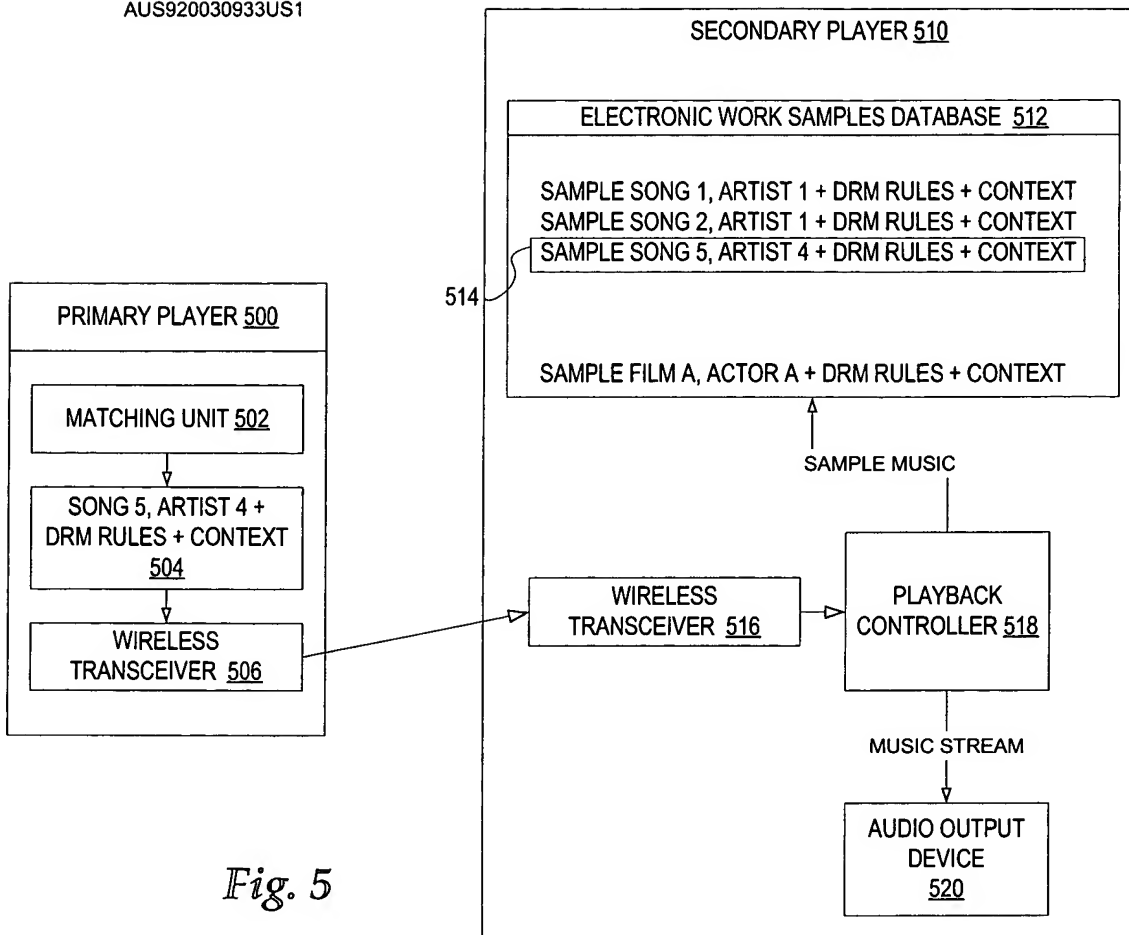 AUS920030933US1
SECONDARY PLAYER 510
ELECTRONIC WORK SAMPLES DATABASE 512
SAMPLE SONG 1, ARTIST 1 + DRM RULES + CONTEXT
SAMPLE SONG 2, ARTIST 1 + DRM RULES + CONTEXT
SAMPLE SONG 5, ARTIST 4 + DRM RULES + CONTEXT
514
SAMPLE FILM A, ACTOR A + DRM RULES + CONTEXT
PRIMARY PLAYER 500
MATCHING UNIT 502
SONG 5, ARTIST 4 +
DRM RULES + CONTEXT
504
WIRELESS
TRANSCEIVER 506
SAMPLE MUSIC
WIRELESS
TRANSCEIVER 516
PLAYBACK
CONTROLLER 518
MUSIC STREAM
AUDIO OUTPUT
DEVICE
520
Fig. 5